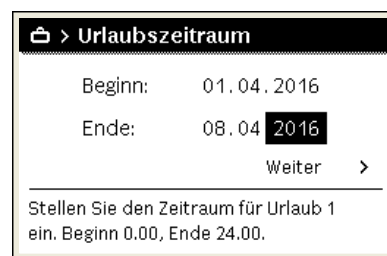 > Urlaubszeitraum
Beginn: 01.04.2016
Ende: 08.04 2016
Weiter >
Stellen Sie den Zeitraum für Urlaub 1
ein. Beginn 0.00, Ende 24.00.